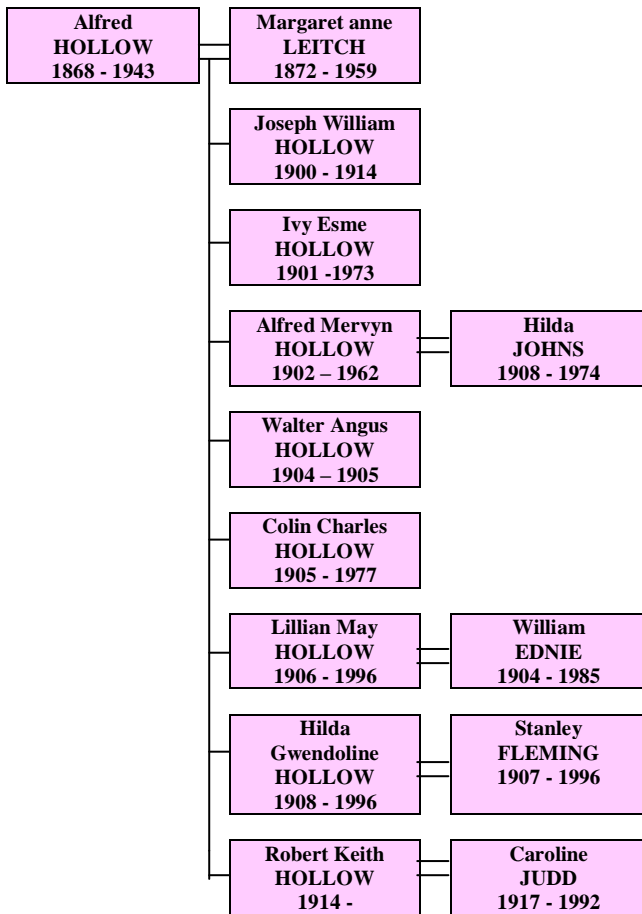 Alfred
HOLLOW
1868 - 1943
Margaret anne
LEITCH
1872 - 1959
Joseph William
HOLLOW
1900 - 1914
Ivy Esme
HOLLOW
1901 -1973
Alfred Mervyn
HOLLOW
1902 – 1962
Hilda
JOHNS
1908 - 1974
Walter Angus
HOLLOW
1904 – 1905
Colin Charles
HOLLOW
1905 - 1977
Lillian May
HOLLOW
1906 - 1996
William
EDNIE
1904 - 1985
Hilda
Gwendoline
HOLLOW
1908 - 1996
Stanley
FLEMING
1907 - 1996
Robert Keith
HOLLOW
1914 -
Caroline
JUDD
1917 - 1992